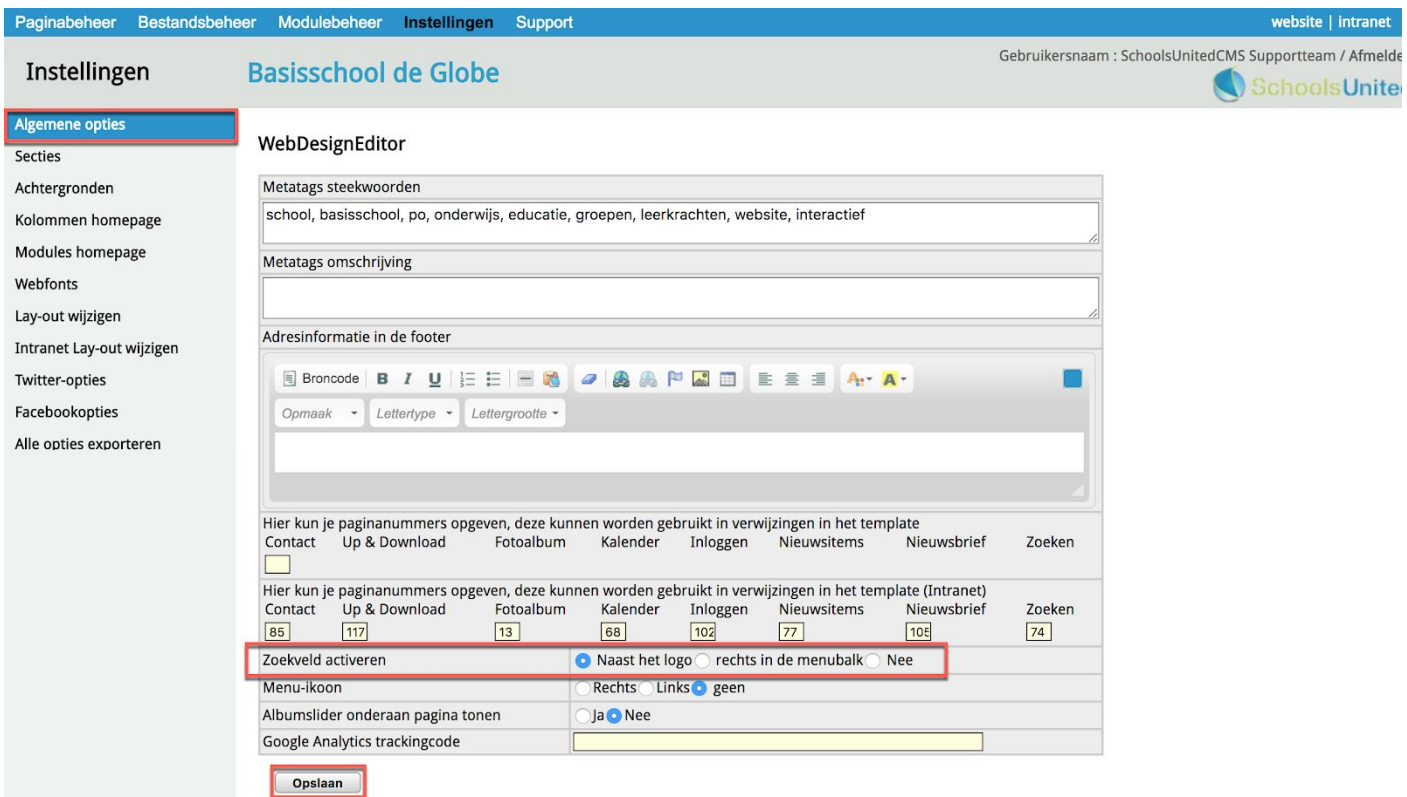 Paginabeheer Bestandsbeheer Modulebeheer Instellingen Support website | intranet
Gebruikersnaam : SchoolsUnitedCMS Supportteam / Afmelde
Instellingen Basisschool de Globe
SchoolsUnite
Algemene opties
Secties
Achtergronden
Kolommen homepage
Modules homepage
Webfonts
Lay-out wijzigen
Intranet Lay-out wijzigen
Twitter-opties
Facebookopties
Alle opties exporteren
WebDesignEditor
Metatags steekwoorden
school, basisschool, po, onderwijs, educatie, groepen, leerkrachten, website, interactief
Metatags omschrijving
Adresinformatie in de footer
Broncode B I U A A
Opmaak Lettertype Lettergrootte
Hier kun je paginanummers opgeven, deze kunnen worden gebruikt in verwijzingen in het template
Contact Up & Download Fotoalbum Kalender Inloggen Nieuwsitems Nieuwsbrief Zoeken
Hier kun je paginanummers opgeven, deze kunnen worden gebruikt in verwijzingen in het template (Intranet)
Contact Up & Download Fotoalbum Kalender Inloggen Nieuwsitems Nieuwsbrief Zoeken
85 117 13 68 102 77 105 74
Zoekveld activeren Naast het logo rechts in de menubalk Nee
Menu-ikoon Rechts Links geen
Albumslider onderaan pagina tonen Ja Nee
Google Analytics trackingcode
Opslaan